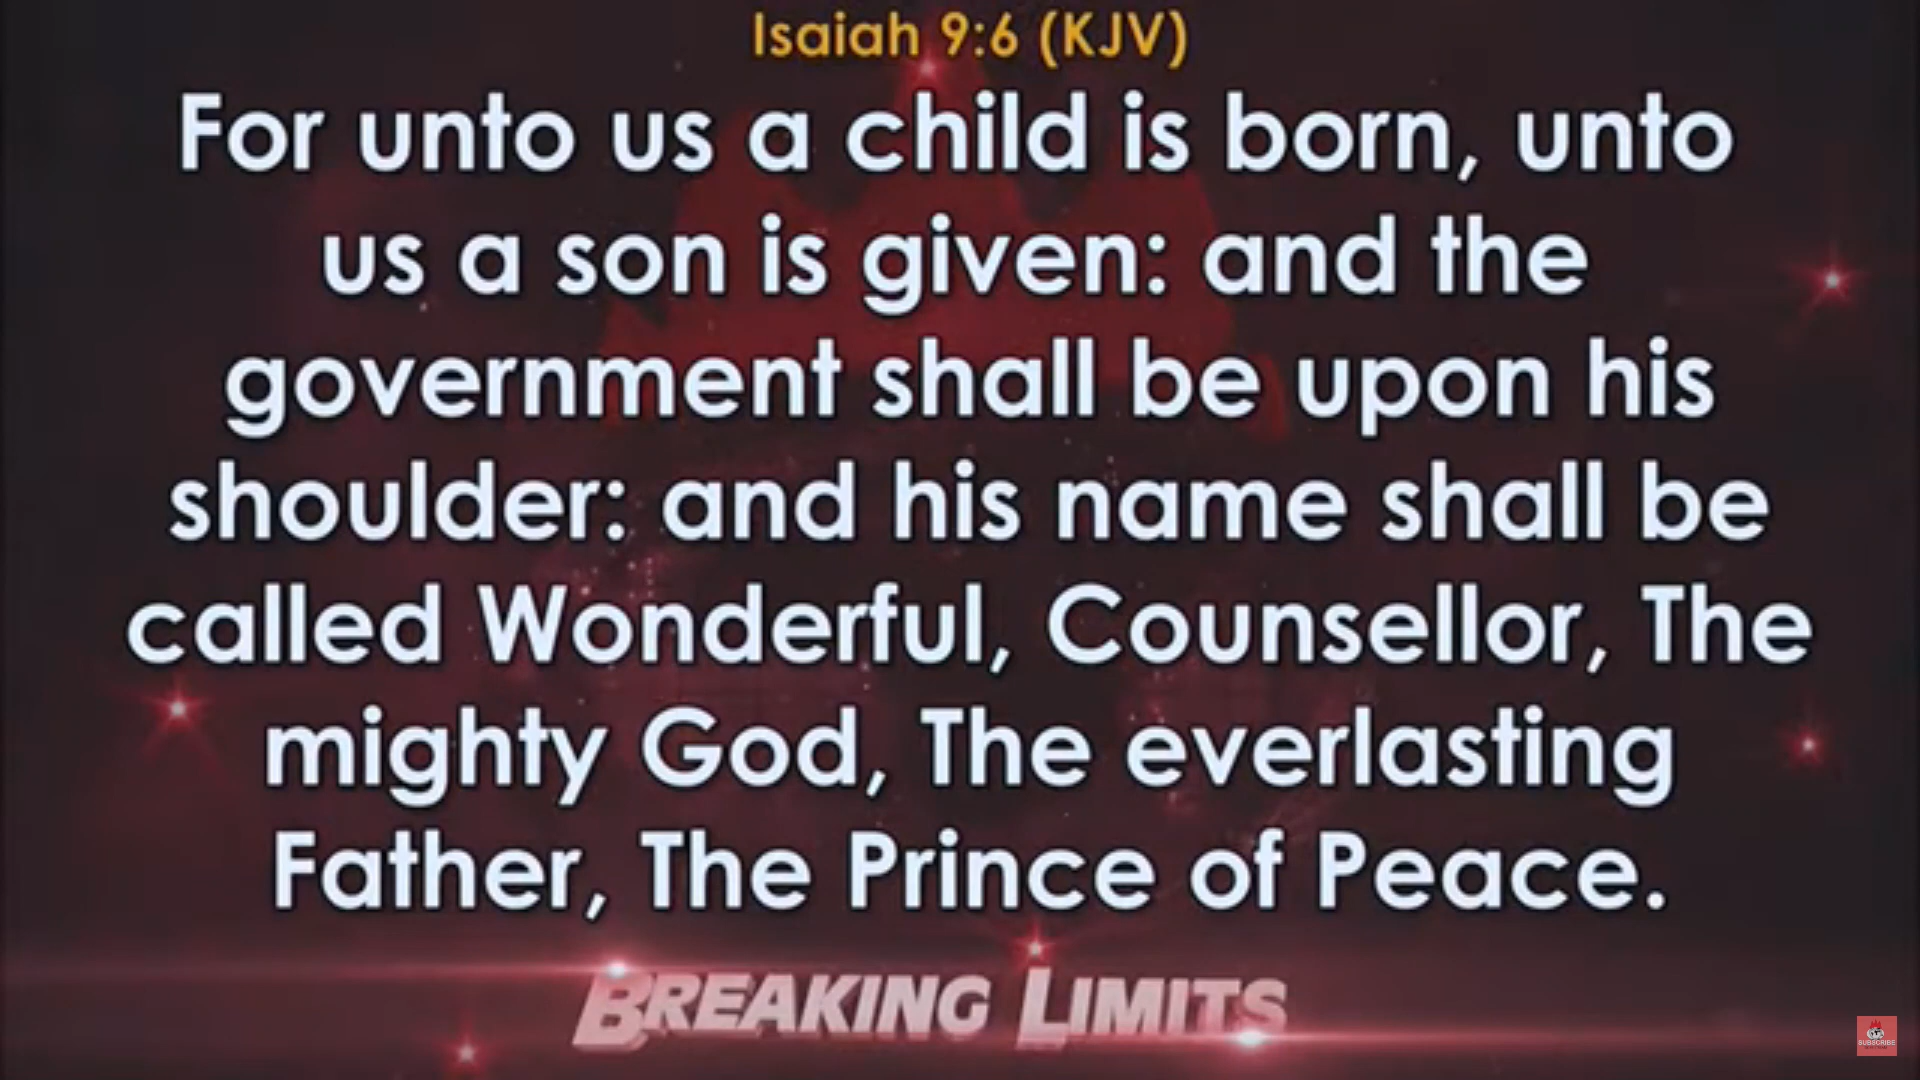 Isaiah 9:6 (KJV)
For unto us a child is born, unto
us a son is given: and the
government shall be upon his
shoulder: and his name shall be
called Wonderful, Counsellor, The
mighty God, The everlasting
Father, The Prince of Peace.
BREAKING LIMITS
SUBSCRIBE